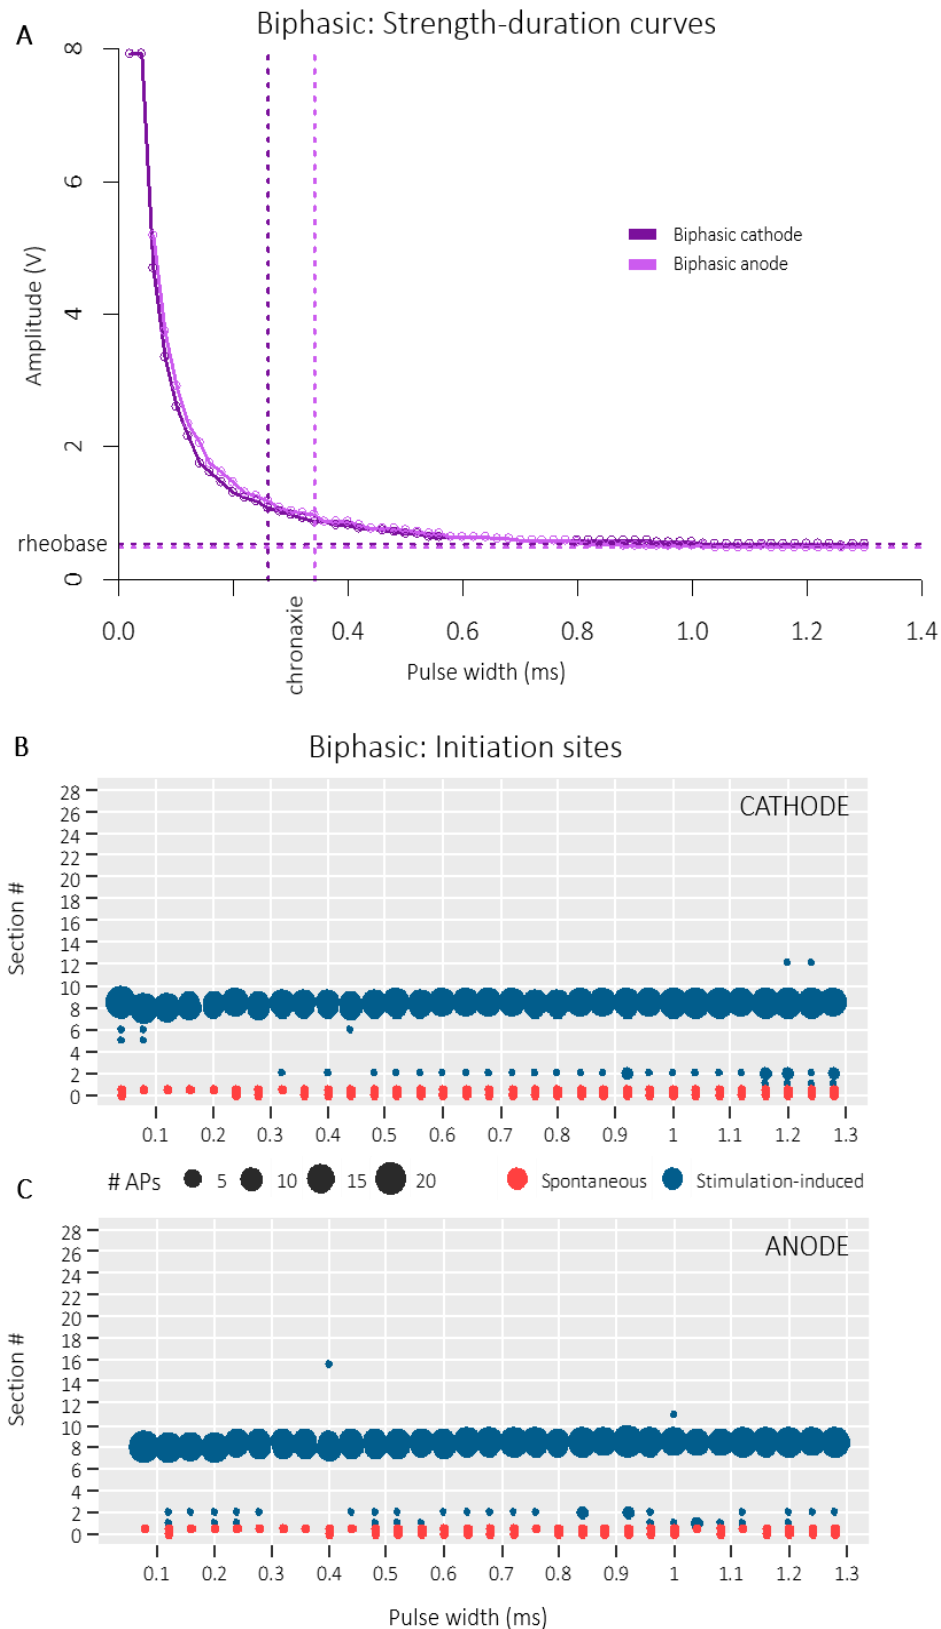 A
Biphasic: Strength-duration curves
8
6
4
2
0
Amplitude (V)
Biphasic cathode
Biphasic anode
rheobase
chronaxie
0.0
0.4
0.6
0.8
1.0
1.2
1.4
Pulse width (ms)
B
Biphasic: Initiation sites
CATHODE
28
26
24
22
20
18
16
14
12
10
8
6
4
2
0
Section #
0.1 0.2 0.3 0.4 0.5 0.6 0.7 0.8 0.9 1 1.1 1.2 1.3
# APs 5 10 15 20 Spontaneous Stimulation-induced
C
ANODE
28
26
24
22
20
18
16
14
12
10
8
6
4
2
0
Section #
0.1 0.2 0.3 0.4 0.5 0.6 0.7 0.8 0.9 1 1.1 1.2 1.3
Pulse width (ms)